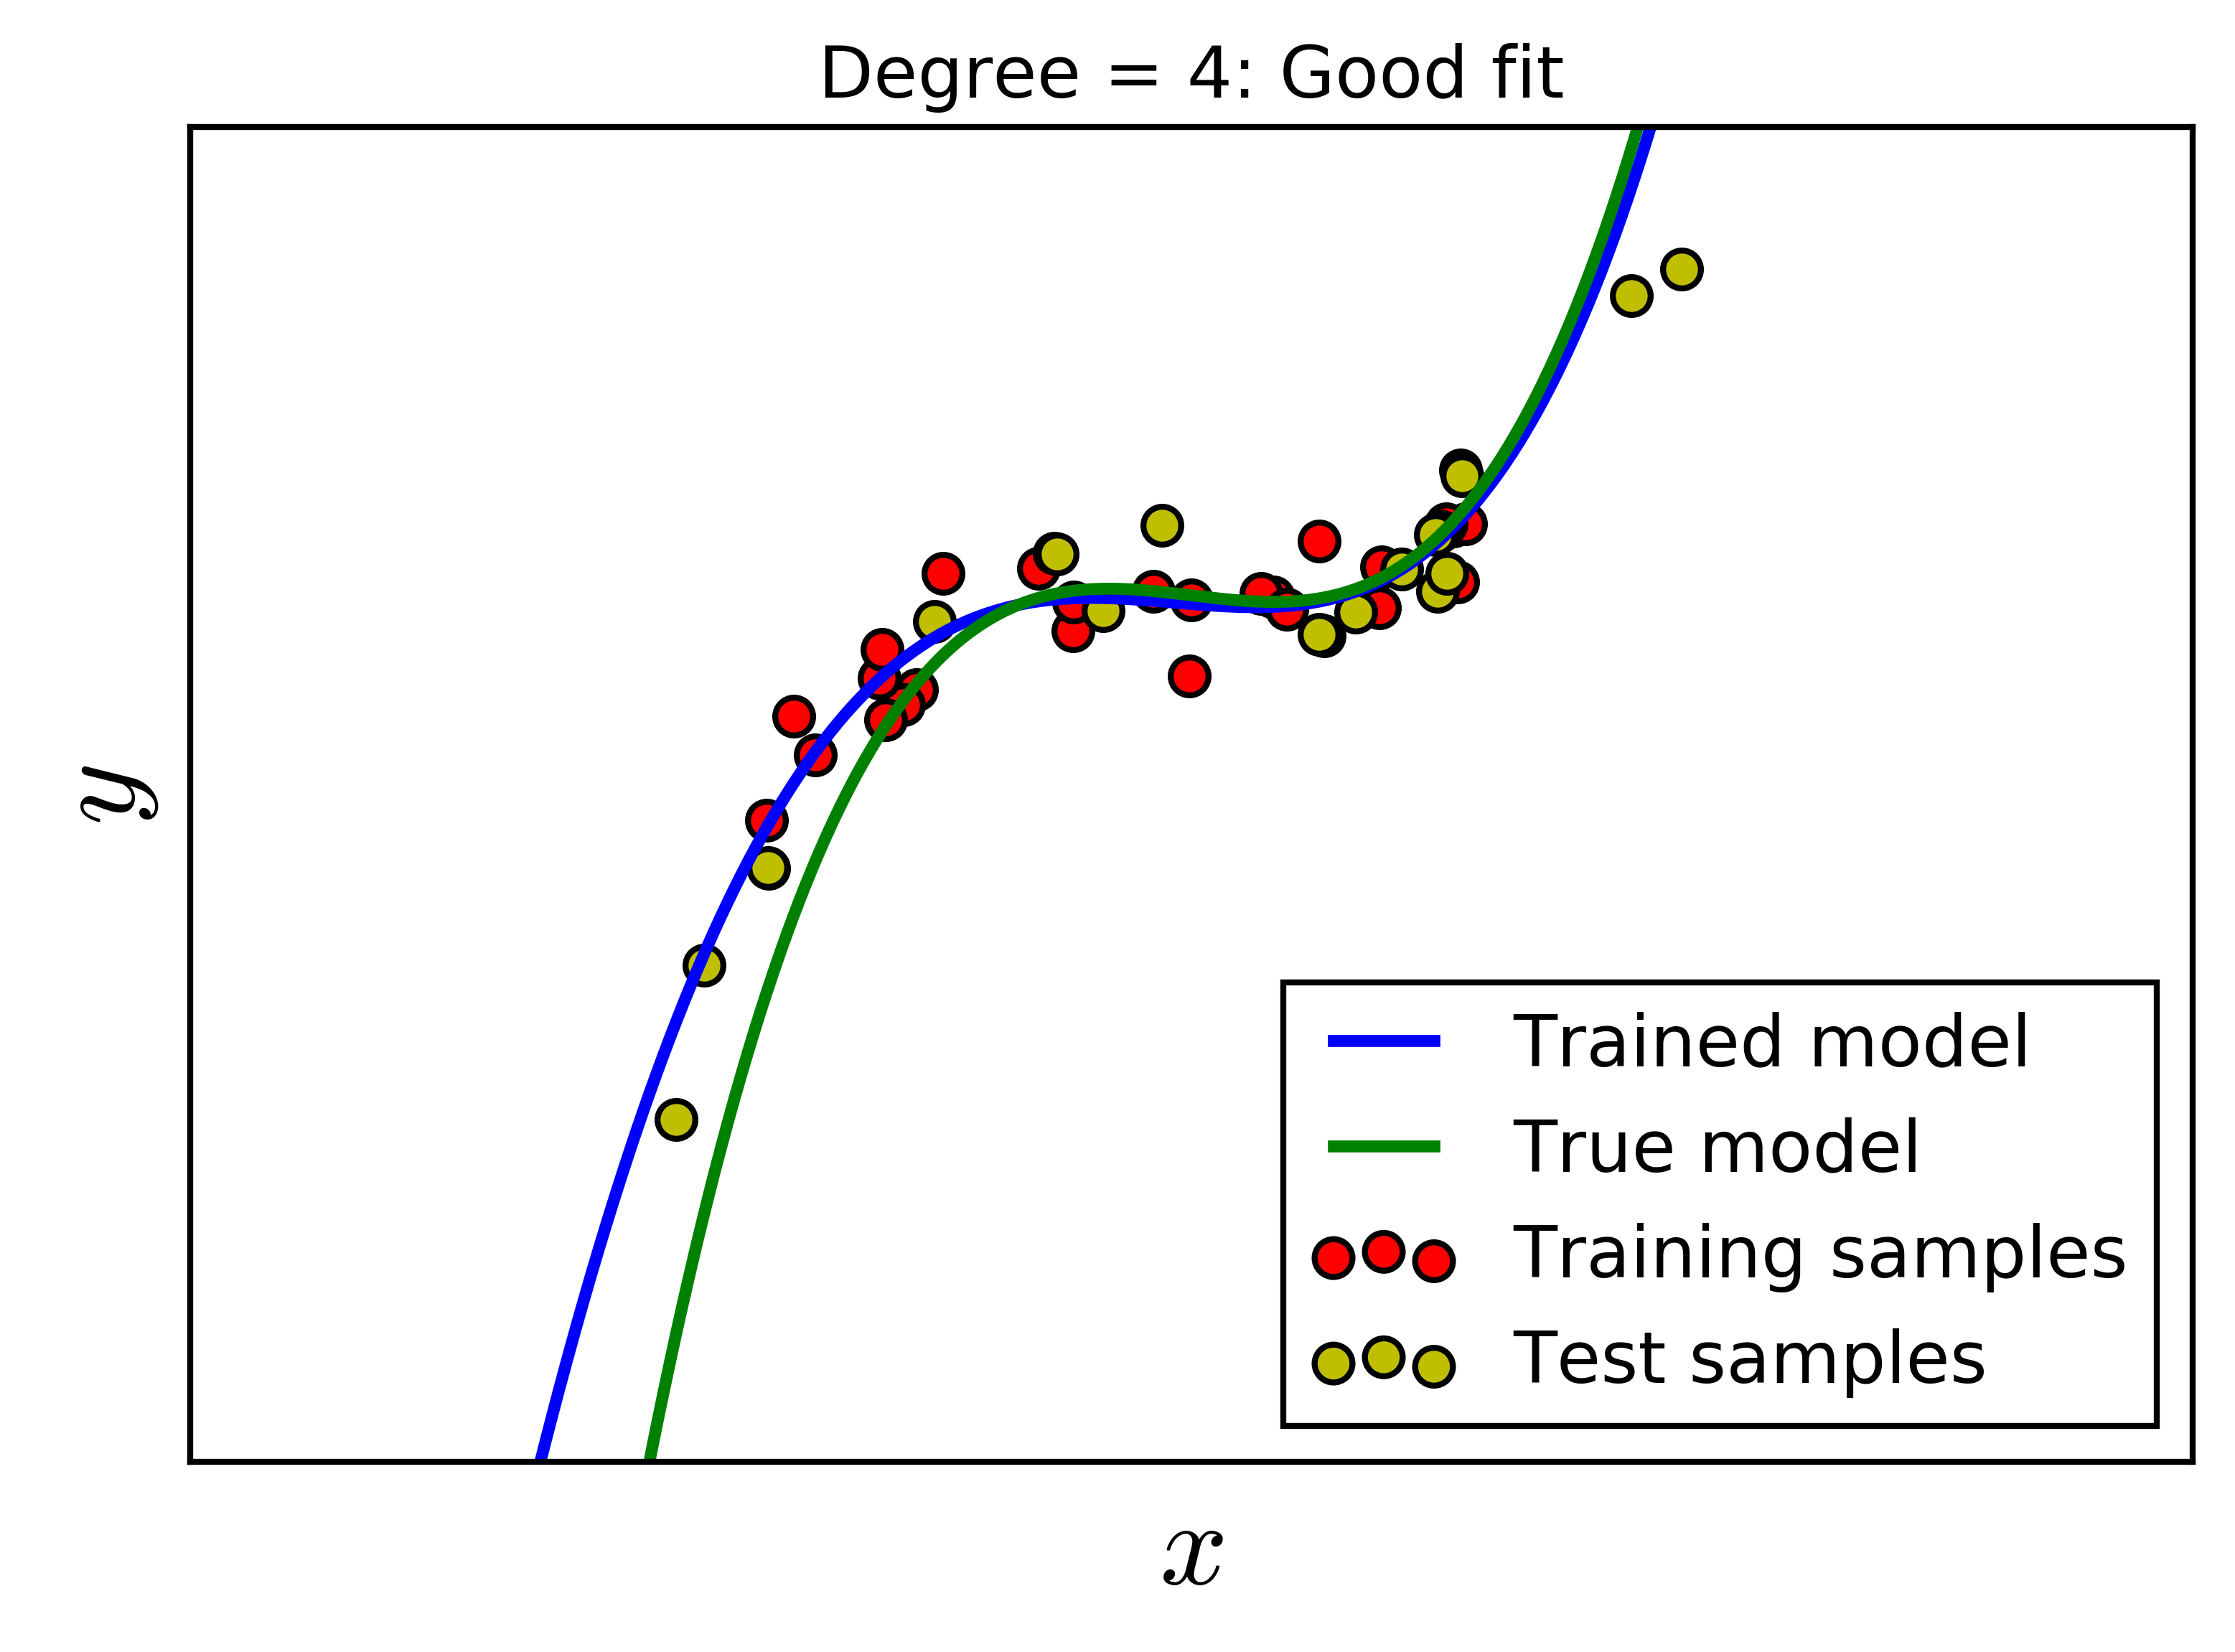 Degree = 4: Good fit
y
Trained model
True model
Training samples
Test samples
x